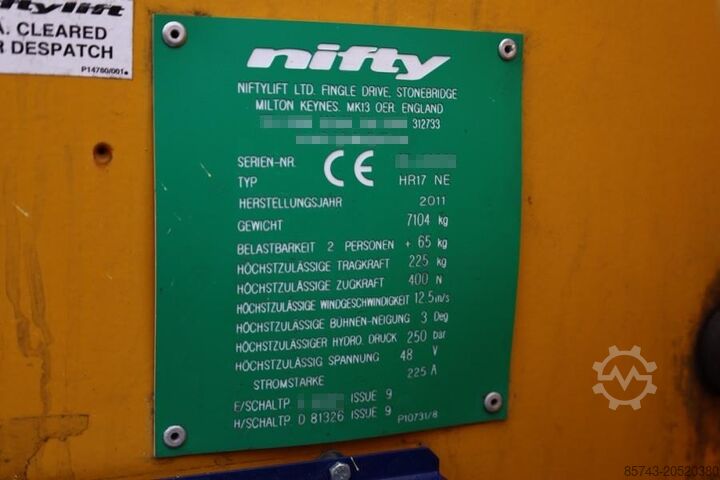 niftylift
A. CLEARED
R DESPATCH
P14780/001
nifty
NIFTYLIFT LTD. FINGLE DRIVE, STONEBRIDGE
MILTON KEYNES. MK13 OER. ENGLAND
312733
SERIEN-NR.
CE
TYP HR17 NE
HERSTELLUNGSJAHR 2011
GEWICHT 7104 kg
BELASTBARKEIT 2 PERSONEN + 65 kg
HÖCHSTZULÄSSIGE TRAGKRAFT 225 kg
HÖCHSTZULÄSSIGE ZUGKRAFT 400 N
HÖCHSTZULÄSSIGE WINDGESCHWINDIGKEIT 12.5m/s
HÖCHSTZULÄSSIGE BÜHNEN-NEIGUNG 3 Deg
HÖCHSTZULÄSSIGER HYDRO. DRUCK 250 bar
HÖCHSTZULÄSSIG SPANNUNG 48 V
STROMSTARKE 225 A
E/SCHALTP. ISSUE 9
H/SCHALTP. D 81326 ISSUE 9 P10731/8
85743-20520380